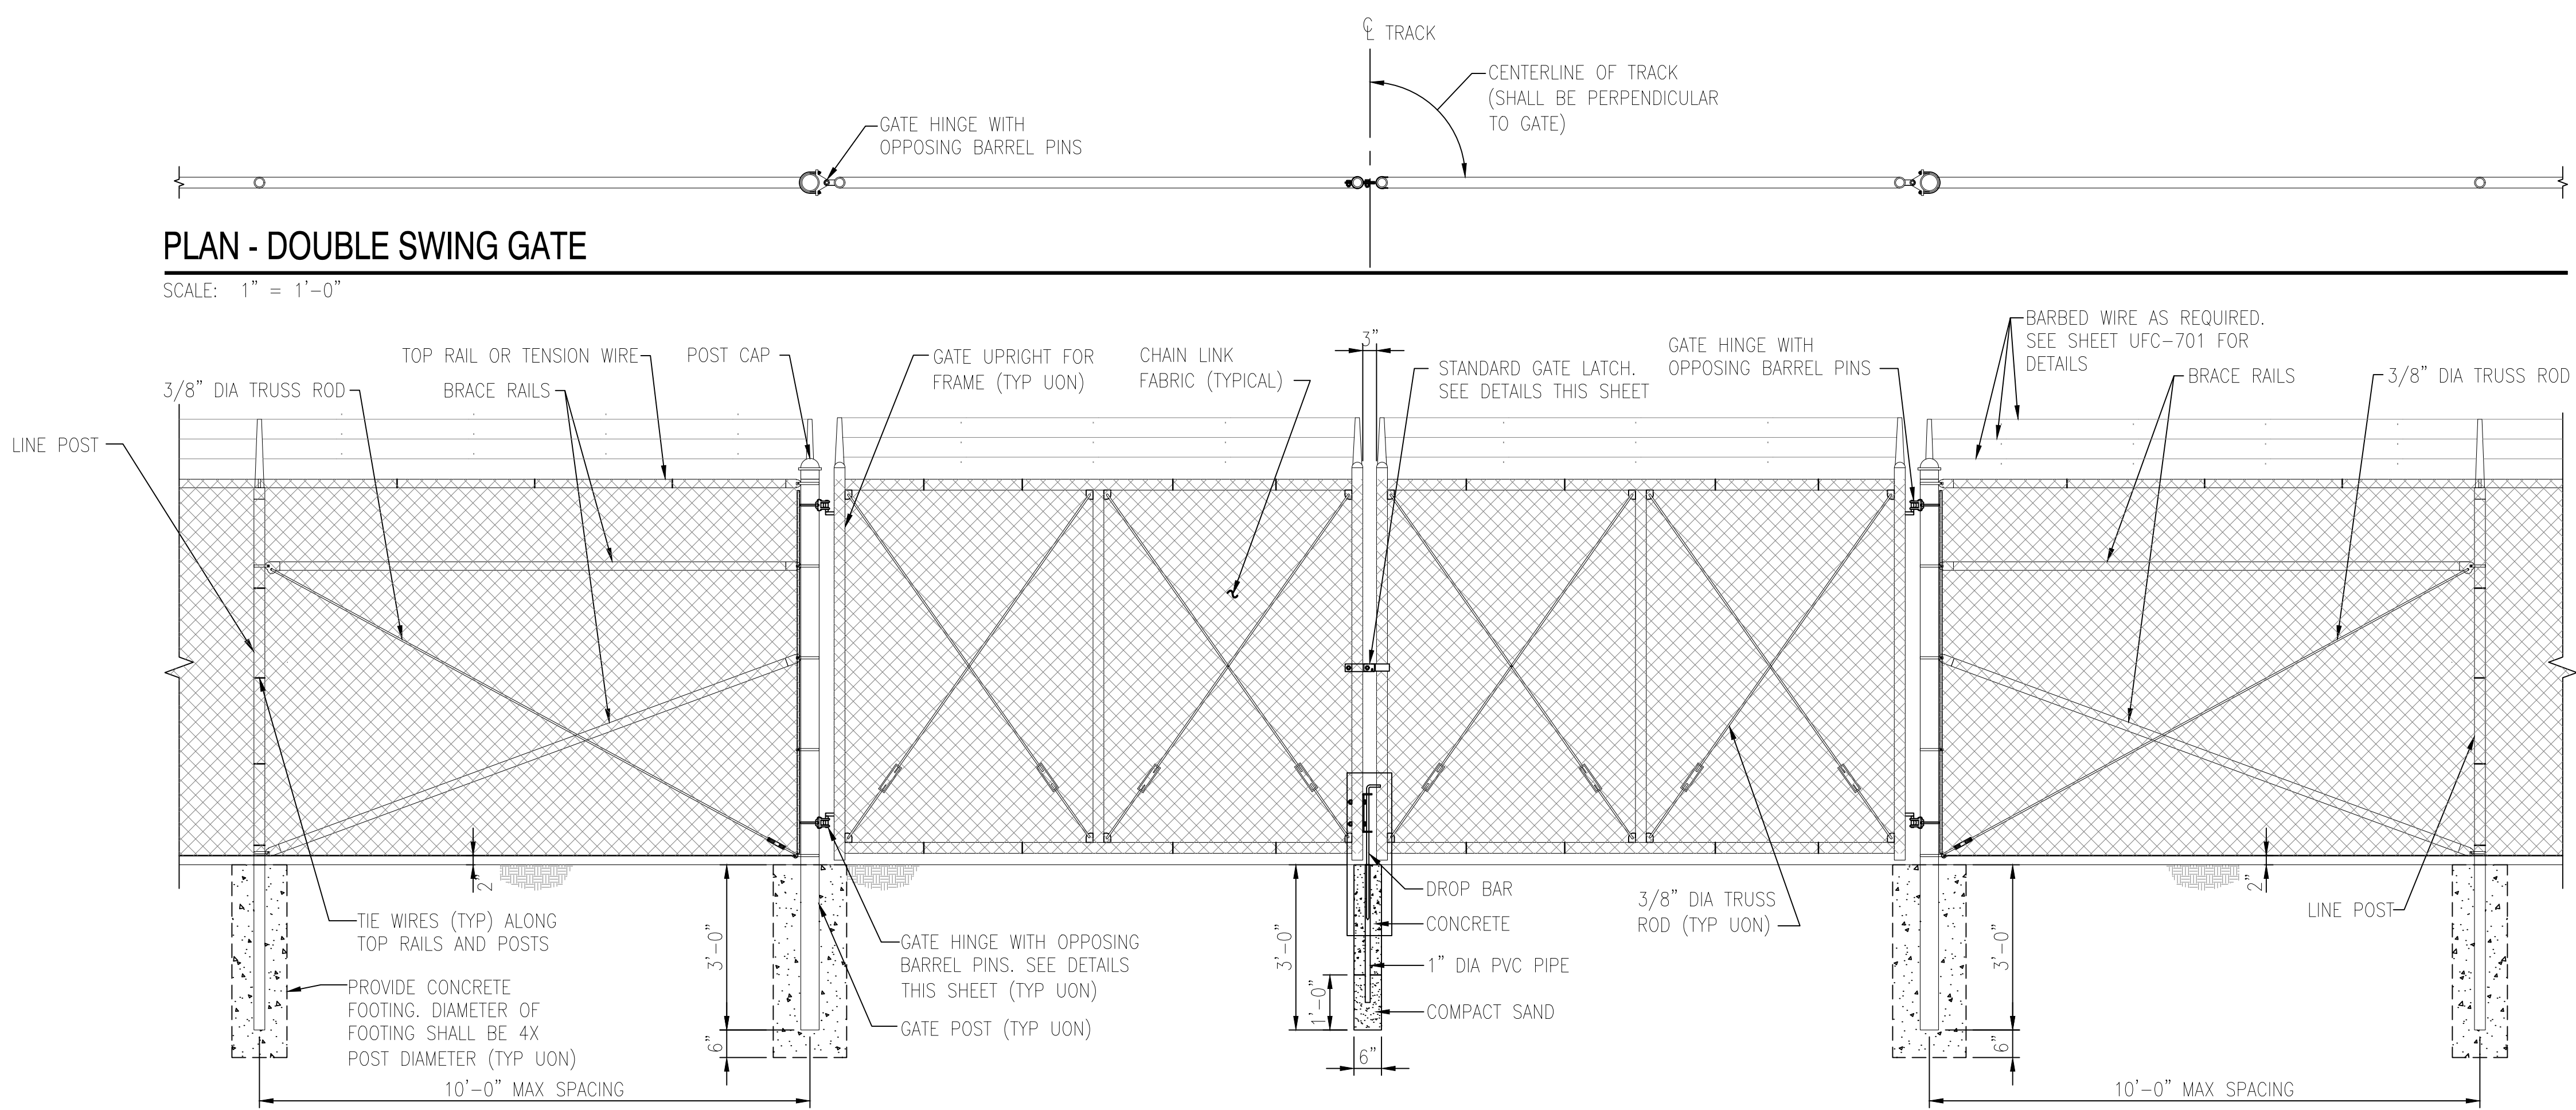 ℄ TRACK
CENTERLINE OF TRACK
(SHALL BE PERPENDICULAR
TO GATE)
GATE HINGE WITH
OPPOSING BARREL PINS
PLAN - DOUBLE SWING GATE
SCALE: 1" = 1'-0"
3"
BARBED WIRE AS REQUIRED.
SEE SHEET UFC-701 FOR
DETAILS
TOP RAIL OR TENSION WIRE
POST CAP
GATE UPRIGHT FOR
FRAME (TYP UON)
CHAIN LINK
FABRIC (TYPICAL)
STANDARD GATE LATCH.
SEE DETAILS THIS SHEET
GATE HINGE WITH
OPPOSING BARREL PINS
3/8" DIA TRUSS ROD
BRACE RAILS
BRACE RAILS
3/8" DIA TRUSS ROD
LINE POST
2"
2"
TIE WIRES (TYP) ALONG
TOP RAILS AND POSTS
DROP BAR
CONCRETE
1" DIA PVC PIPE
COMPACT SAND
3/8" DIA TRUSS
ROD (TYP UON)
LINE POST
3'-0"
3'-0"
3'-0"
1'-0"
GATE HINGE WITH OPPOSING
BARREL PINS. SEE DETAILS
THIS SHEET (TYP UON)
GATE POST (TYP UON)
PROVIDE CONCRETE
FOOTING. DIAMETER OF
FOOTING SHALL BE 4X
POST DIAMETER (TYP UON)
6"
6"
6"
10'-0" MAX SPACING
10'-0" MAX SPACING